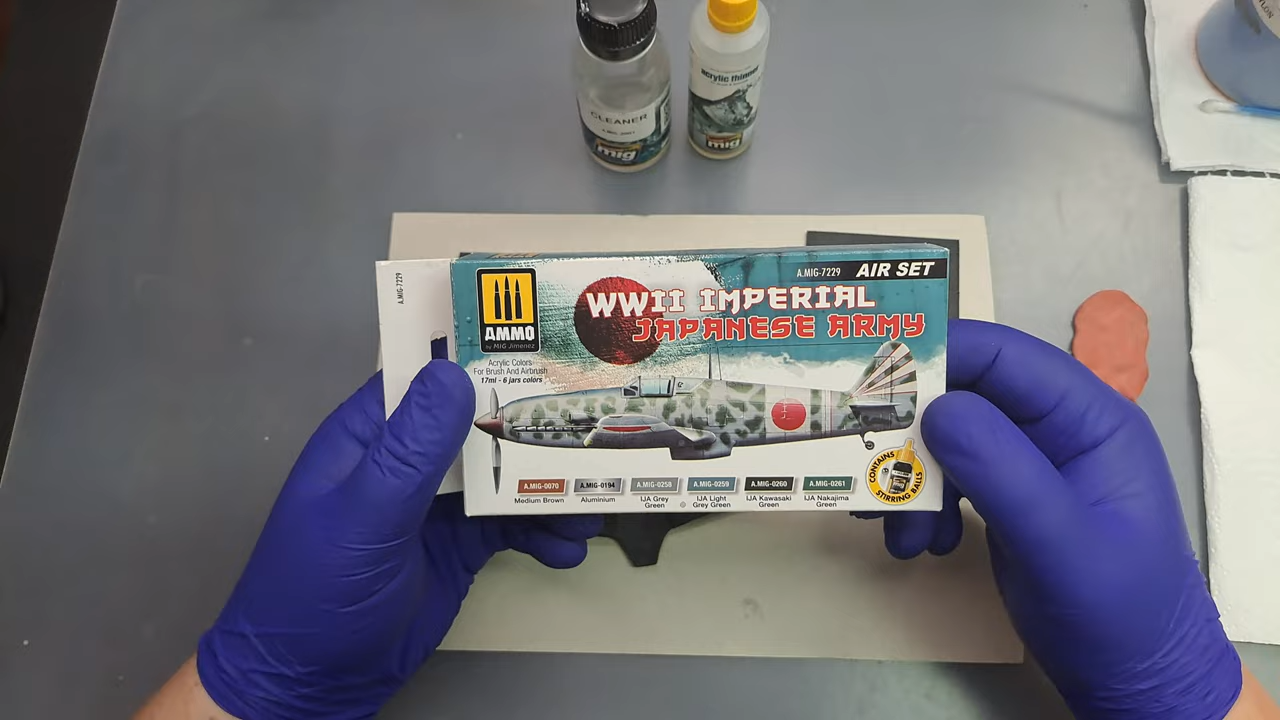 CLEANER
mig
acrylic thinner
mig
A.MIG-7229
A.MIG-7229
AIR SET
WWII IMPERIAL
JAPANESE ARMY
AMMO
by MIG Jimenez
Acrylic Colors
For Brush And Airbrush
17ml - 6 jars colors
CONTAINS
STIRRING BALLS
A.MIG-0070
A.MIG-0194
A.MIG-0258
A.MIG-0259
A.MIG-0260
A.MIG-0261
Medium Brown
Aluminium
IJA Grey
Green
IJA Light
Grey Green
IJA Kawasaki
Green
IJA Nakajima
Green